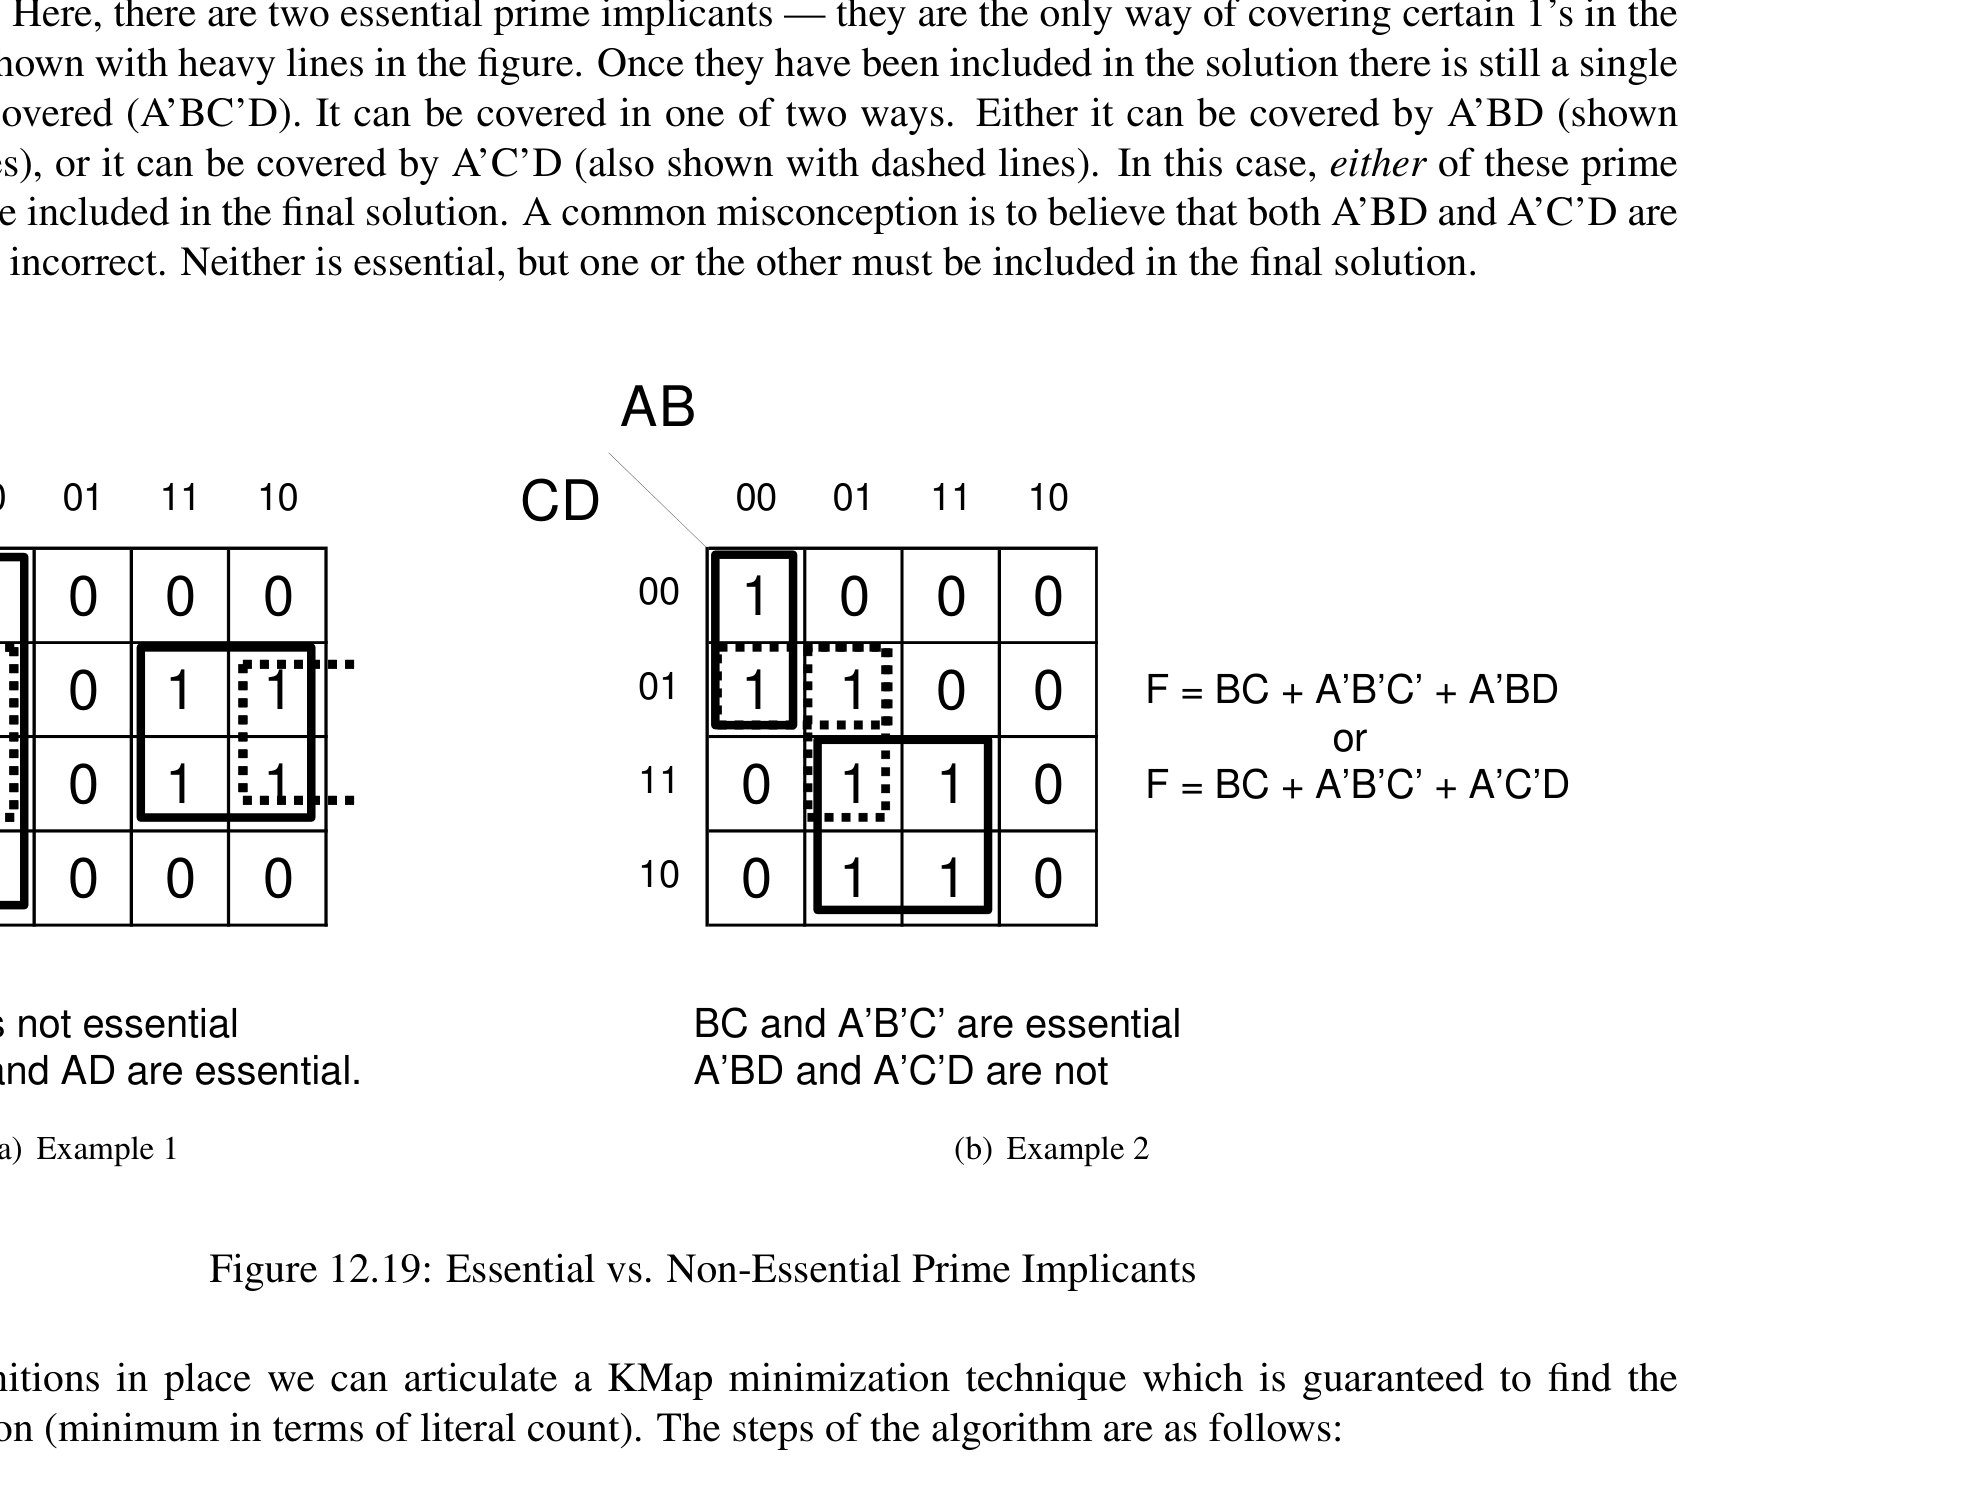 Here, there are two essential prime implicants — they are the only way of covering certain 1's in the
hown with heavy lines in the figure. Once they have been included in the solution there is still a single
overed (A'BC'D). It can be covered in one of two ways. Either it can be covered by A'BD (shown
es), or it can be covered by A'C'D (also shown with dashed lines). In this case, either of these prime
e included in the final solution. A common misconception is to believe that both A'BD and A'C'D are
incorrect. Neither is essential, but one or the other must be included in the final solution.
01 11 10
0 0 0
0 1 1
0 1 1
0 0 0
s not essential
and AD are essential.
a) Example 1
AB
CD
00 01 11 10
00 1 0 0 0
01 1 1 0 0
11 0 1 1 0
10 0 1 1 0
F = BC + A'B'C' + A'BD
or
F = BC + A'B'C' + A'C'D
BC and A'B'C' are essential
A'BD and A'C'D are not
(b) Example 2
Figure 12.19: Essential vs. Non-Essential Prime Implicants
nitions in place we can articulate a KMap minimization technique which is guaranteed to find the
on (minimum in terms of literal count). The steps of the algorithm are as follows: